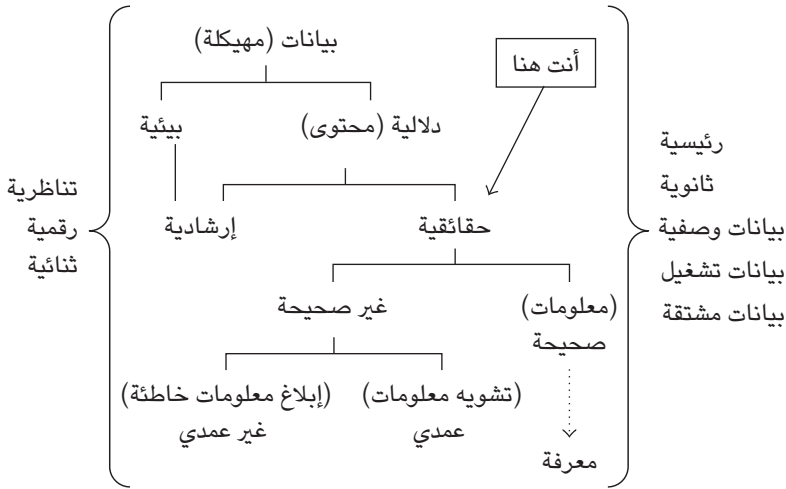 بيانات (مهيكلة)
أنت هنا
دلالية (محتوى)
بيئية
حقائقية
إرشادية
(معلومات)
صحيحة
غير صحيحة
(تشويه معلومات)
عمدي
(إبلاغ معلومات خاطئة)
غير عمدي
معرفة
رئيسية
ثانوية
بيانات وصفية
بيانات تشغيل
بيانات مشتقة
تناظرية
رقمية
ثنائية